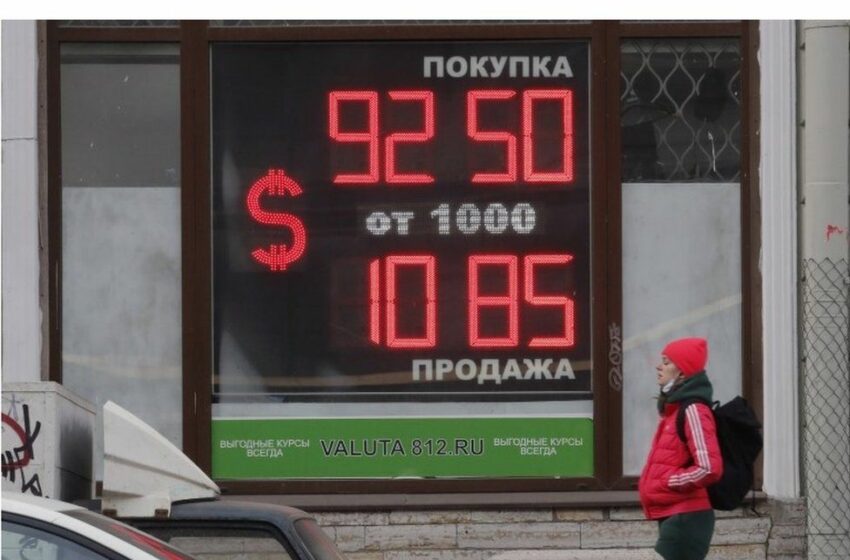 ПОКУПКА
92 50
$
от 1000
10 85
ПРОДАЖА
ВЫГОДНЫЕ КУРСЫ
ВСЕГДА
VALUTA 812.RU
ВЫГОДНЫЕ КУРСЫ
ВСЕГДА